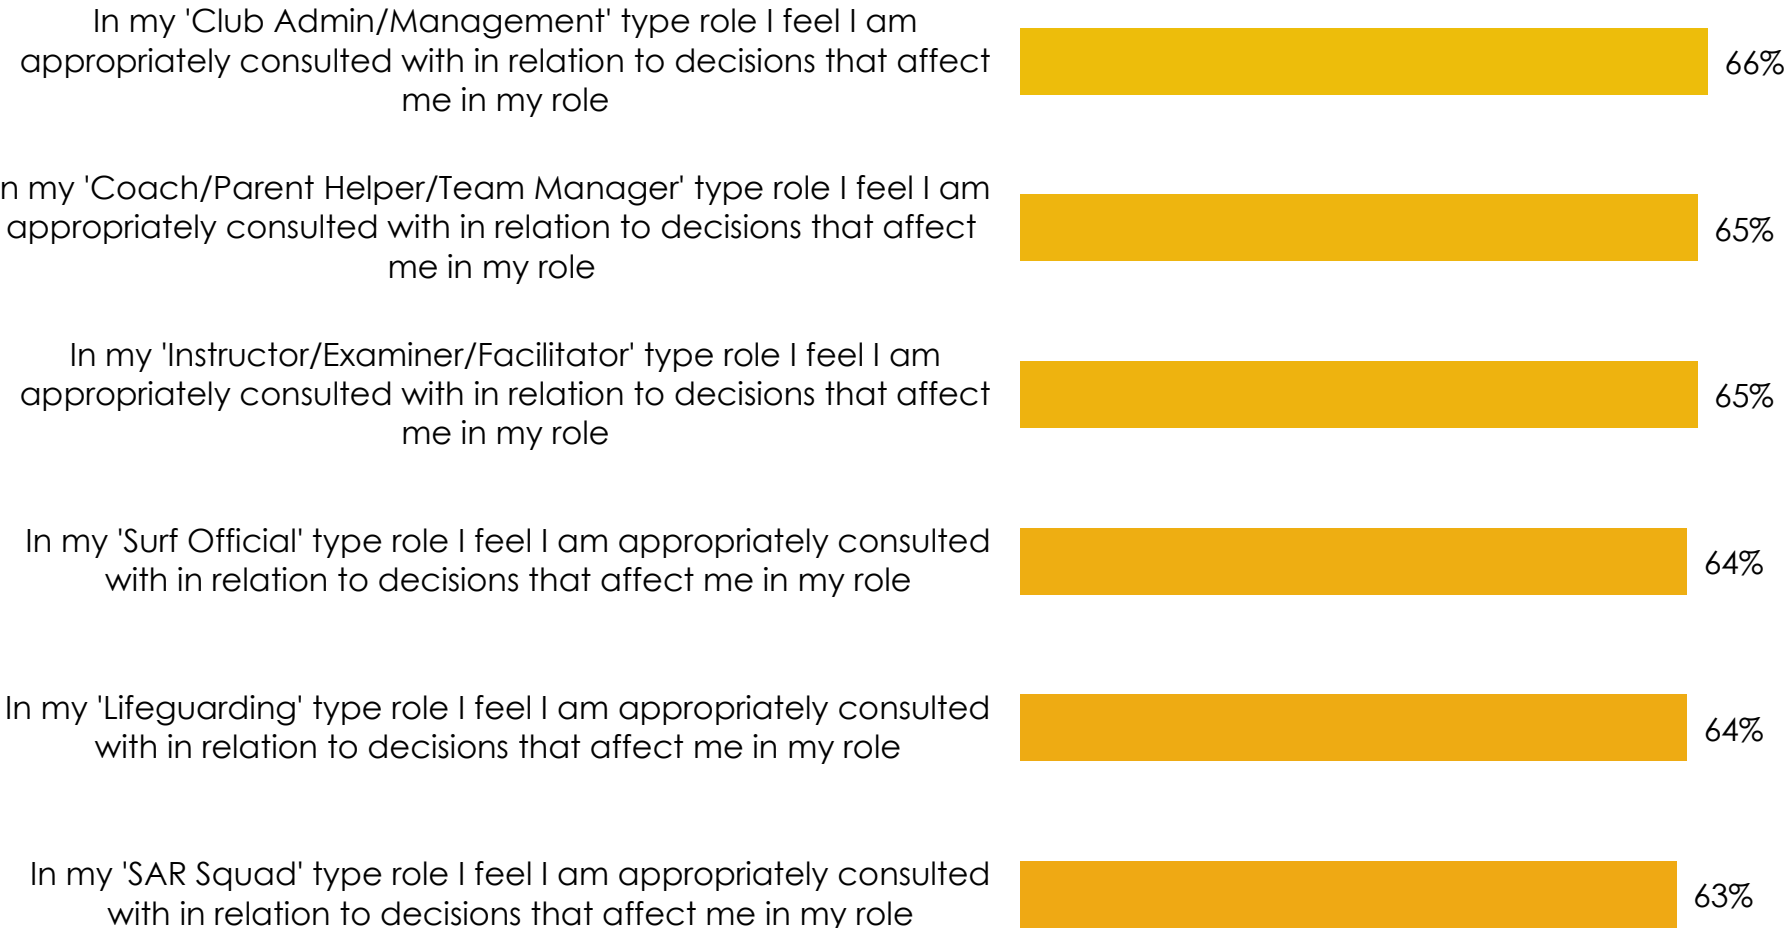 In my 'Club Admin/Management' type role I feel I am
appropriately consulted with in relation to decisions that affect
me in my role
66%
n my 'Coach/Parent Helper/Team Manager' type role I feel I am
appropriately consulted with in relation to decisions that affect
me in my role
65%
In my 'Instructor/Examiner/Facilitator' type role I feel I am
appropriately consulted with in relation to decisions that affect
me in my role
65%
In my 'Surf Official' type role I feel I am appropriately consulted
with in relation to decisions that affect me in my role
64%
In my 'Lifeguarding' type role I feel I am appropriately consulted
with in relation to decisions that affect me in my role
64%
In my 'SAR Squad' type role I feel I am appropriately consulted
with in relation to decisions that affect me in my role
63%